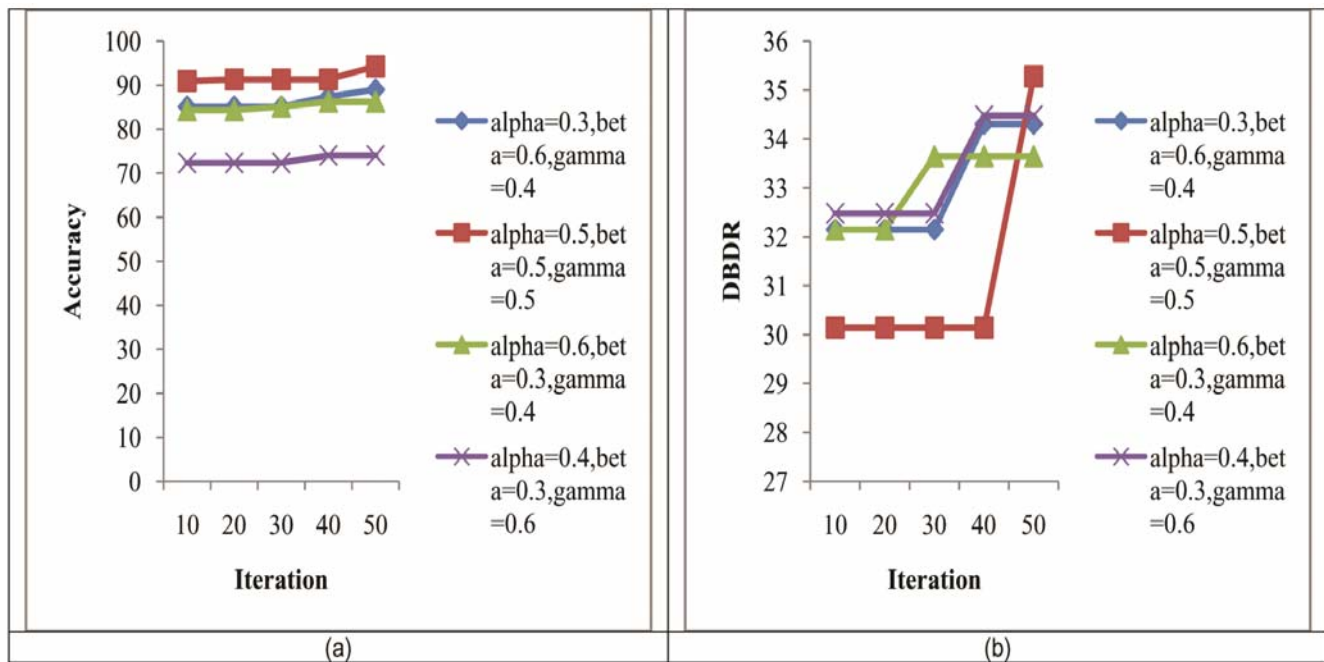 100
90
80
70
60
50
40
30
20
10
0
Accuracy
10 20 30 40 50
Iteration
alpha=0.3,bet
a=0.6,gamma
=0.4
alpha=0.5,bet
a=0.5,gamma
=0.5
alpha=0.6,bet
a=0.3,gamma
=0.4
alpha=0.4,bet
a=0.3,gamma
=0.6
(a)
36
35
34
33
32
31
30
29
28
27
DBDR
10 20 30 40 50
Iteration
alpha=0.3,bet
a=0.6,gamma
=0.4
alpha=0.5,bet
a=0.5,gamma
=0.5
alpha=0.6,bet
a=0.3,gamma
=0.4
alpha=0.4,bet
a=0.3,gamma
=0.6
(b)